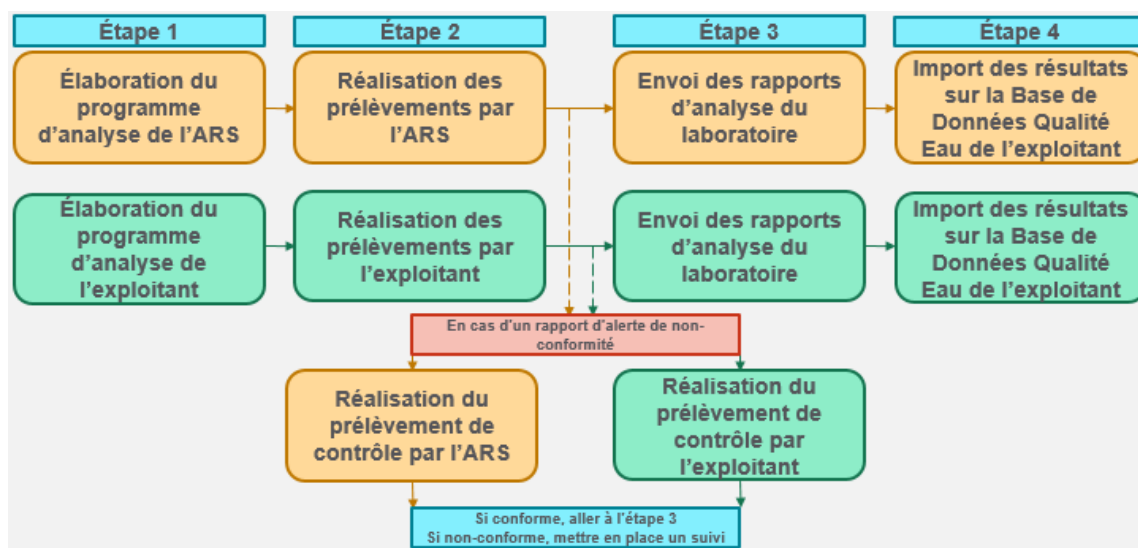 Étape 1
Étape 2
Étape 3
Étape 4
Élaboration du
programme
d'analyse de l'ARS
Réalisation des
prélèvements par
l'ARS
Envoi des rapports
d'analyse du
laboratoire
Import des résultats
sur la Base de
Données Qualité
Eau de l'exploitant
Élaboration du
programme
d'analyse de
l'exploitant
Réalisation des
prélèvements par
l'exploitant
Envoi des rapports
d'analyse du
laboratoire
Import des résultats
sur la Base de
Données Qualité
Eau de l'exploitant
En cas d'un rapport d'alerte de non-
conformité
Réalisation du
prélèvement de
contrôle par l'ARS
Réalisation du
prélèvement de
contrôle par
l'exploitant
Si conforme, aller à l'étape 3
Si non-conforme, mettre en place un suivi